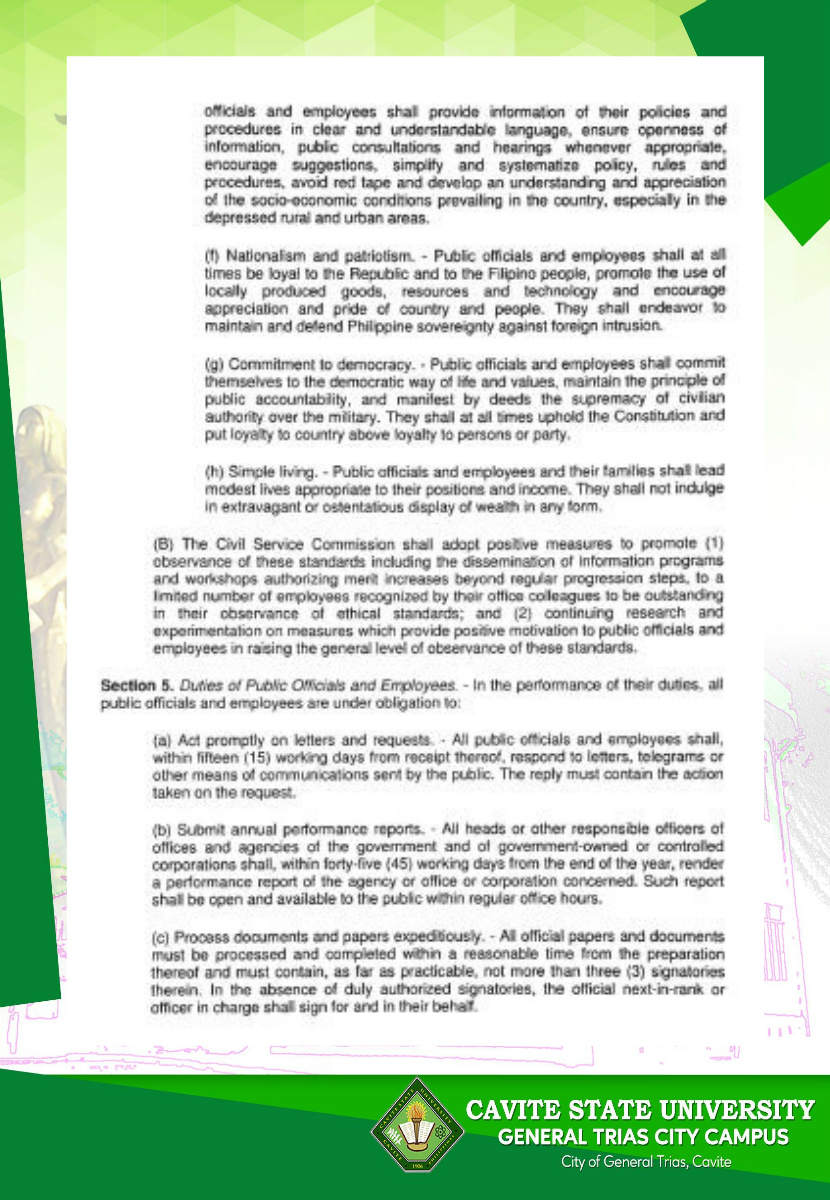 officials and employees shall provide information of their policies and
procedures in clear and understandable language, ensure openness of
information, public consultations and hearings whenever appropriate,
encourage suggestions, simplify and systematize policy, rules and
procedures, avoid red tape and develop an understanding and appreciation
of the socio-economic conditions prevailing in the country, especially in the
depressed rural and urban areas.
(f) Nationalism and patriotism. - Public officials and employees shall at all
times be loyal to the Republic and to the Filipino people, promote the use of
locally produced goods, resources and technology and encourage
appreciation and pride of country and people. They shall endeavor to
maintain and defend Philippine sovereignty against foreign intrusion.
(g) Commitment to democracy. - Public officials and employees shall commit
themselves to the democratic way of life and values, maintain the principle of
public accountability, and manifest by deeds the supremacy of civilian
authority over the military. They shall at all times uphold the Constitution and
put loyalty to country above loyalty to persons or party.
(h) Simple living. - Public officials and employees and their families shall lead
modest lives appropriate to their positions and income. They shall not indulge
in extravagant or ostentatious display of wealth in any form.
(B) The Civil Service Commission shall adopt positive measures to promote (1)
observance of these standards including the dissemination of information programs
and workshops authorizing merit increases beyond regular progression steps, to a
limited number of employees recognized by their office colleagues to be outstanding
in their observance of ethical standards; and (2) continuing research and
experimentation on measures which provide positive motivation to public officials and
employees in raising the general level of observance of these standards.
Section 5. Duties of Public Officials and Employees. - In the performance of their duties, all
public officials and employees are under obligation to:
(a) Act promptly on letters and requests. - All public officials and employees shall,
within fifteen (15) working days from receipt thereof, respond to letters, telegrams or
other means of communications sent by the public. The reply must contain the action
taken on the request.
(b) Submit annual performance reports. - All heads or other responsible officers of
offices and agencies of the government and of government-owned or controlled
corporations shall, within forty-five (45) working days from the end of the year, render
a performance report of the agency or office or corporation concerned. Such report
shall be open and available to the public within regular office hours.
(c) Process documents and papers expeditiously. - All official papers and documents
must be processed and completed within a reasonable time from the preparation
thereof and must contain, as far as practicable, not more than three (3) signatories
therein. In the absence of duly authorized signatories, the official next-in-rank or
officer in charge shall sign for and in their behalf.
CAVITE STATE UNIVERSITY
GENERAL TRIAS CITY CAMPUS
City of General Trias, Cavite
1906